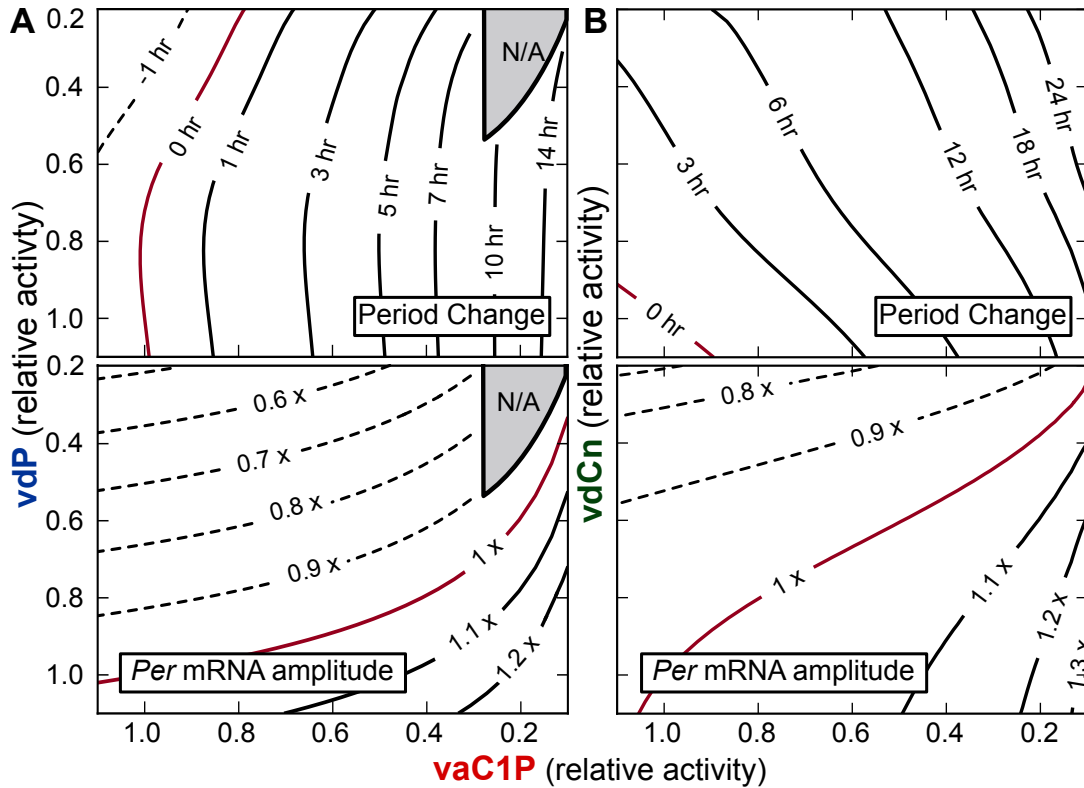 A
B
0.2
0.4
0.6
0.8
1.0
-1 hr
0 hr
1 hr
3 hr
5 hr
7 hr
10 hr
14 hr
N/A
Period Change
3 hr
6 hr
12 hr
18 hr
24 hr
0 hr
Period Change
vdP (relative activity)
vdCn (relative activity)
0.2
0.4
0.6
0.8
1.0
0.6 x
0.7 x
0.8 x
0.9 x
1 x
1.1 x
1.2 x
N/A
Per mRNA amplitude
0.8 x
0.9 x
1 x
1.1 x
1.2 x
1.3 x
Per mRNA amplitude
1.0 0.8 0.6 0.4 0.2
1.0 0.8 0.6 0.4 0.2
vaC1P (relative activity)